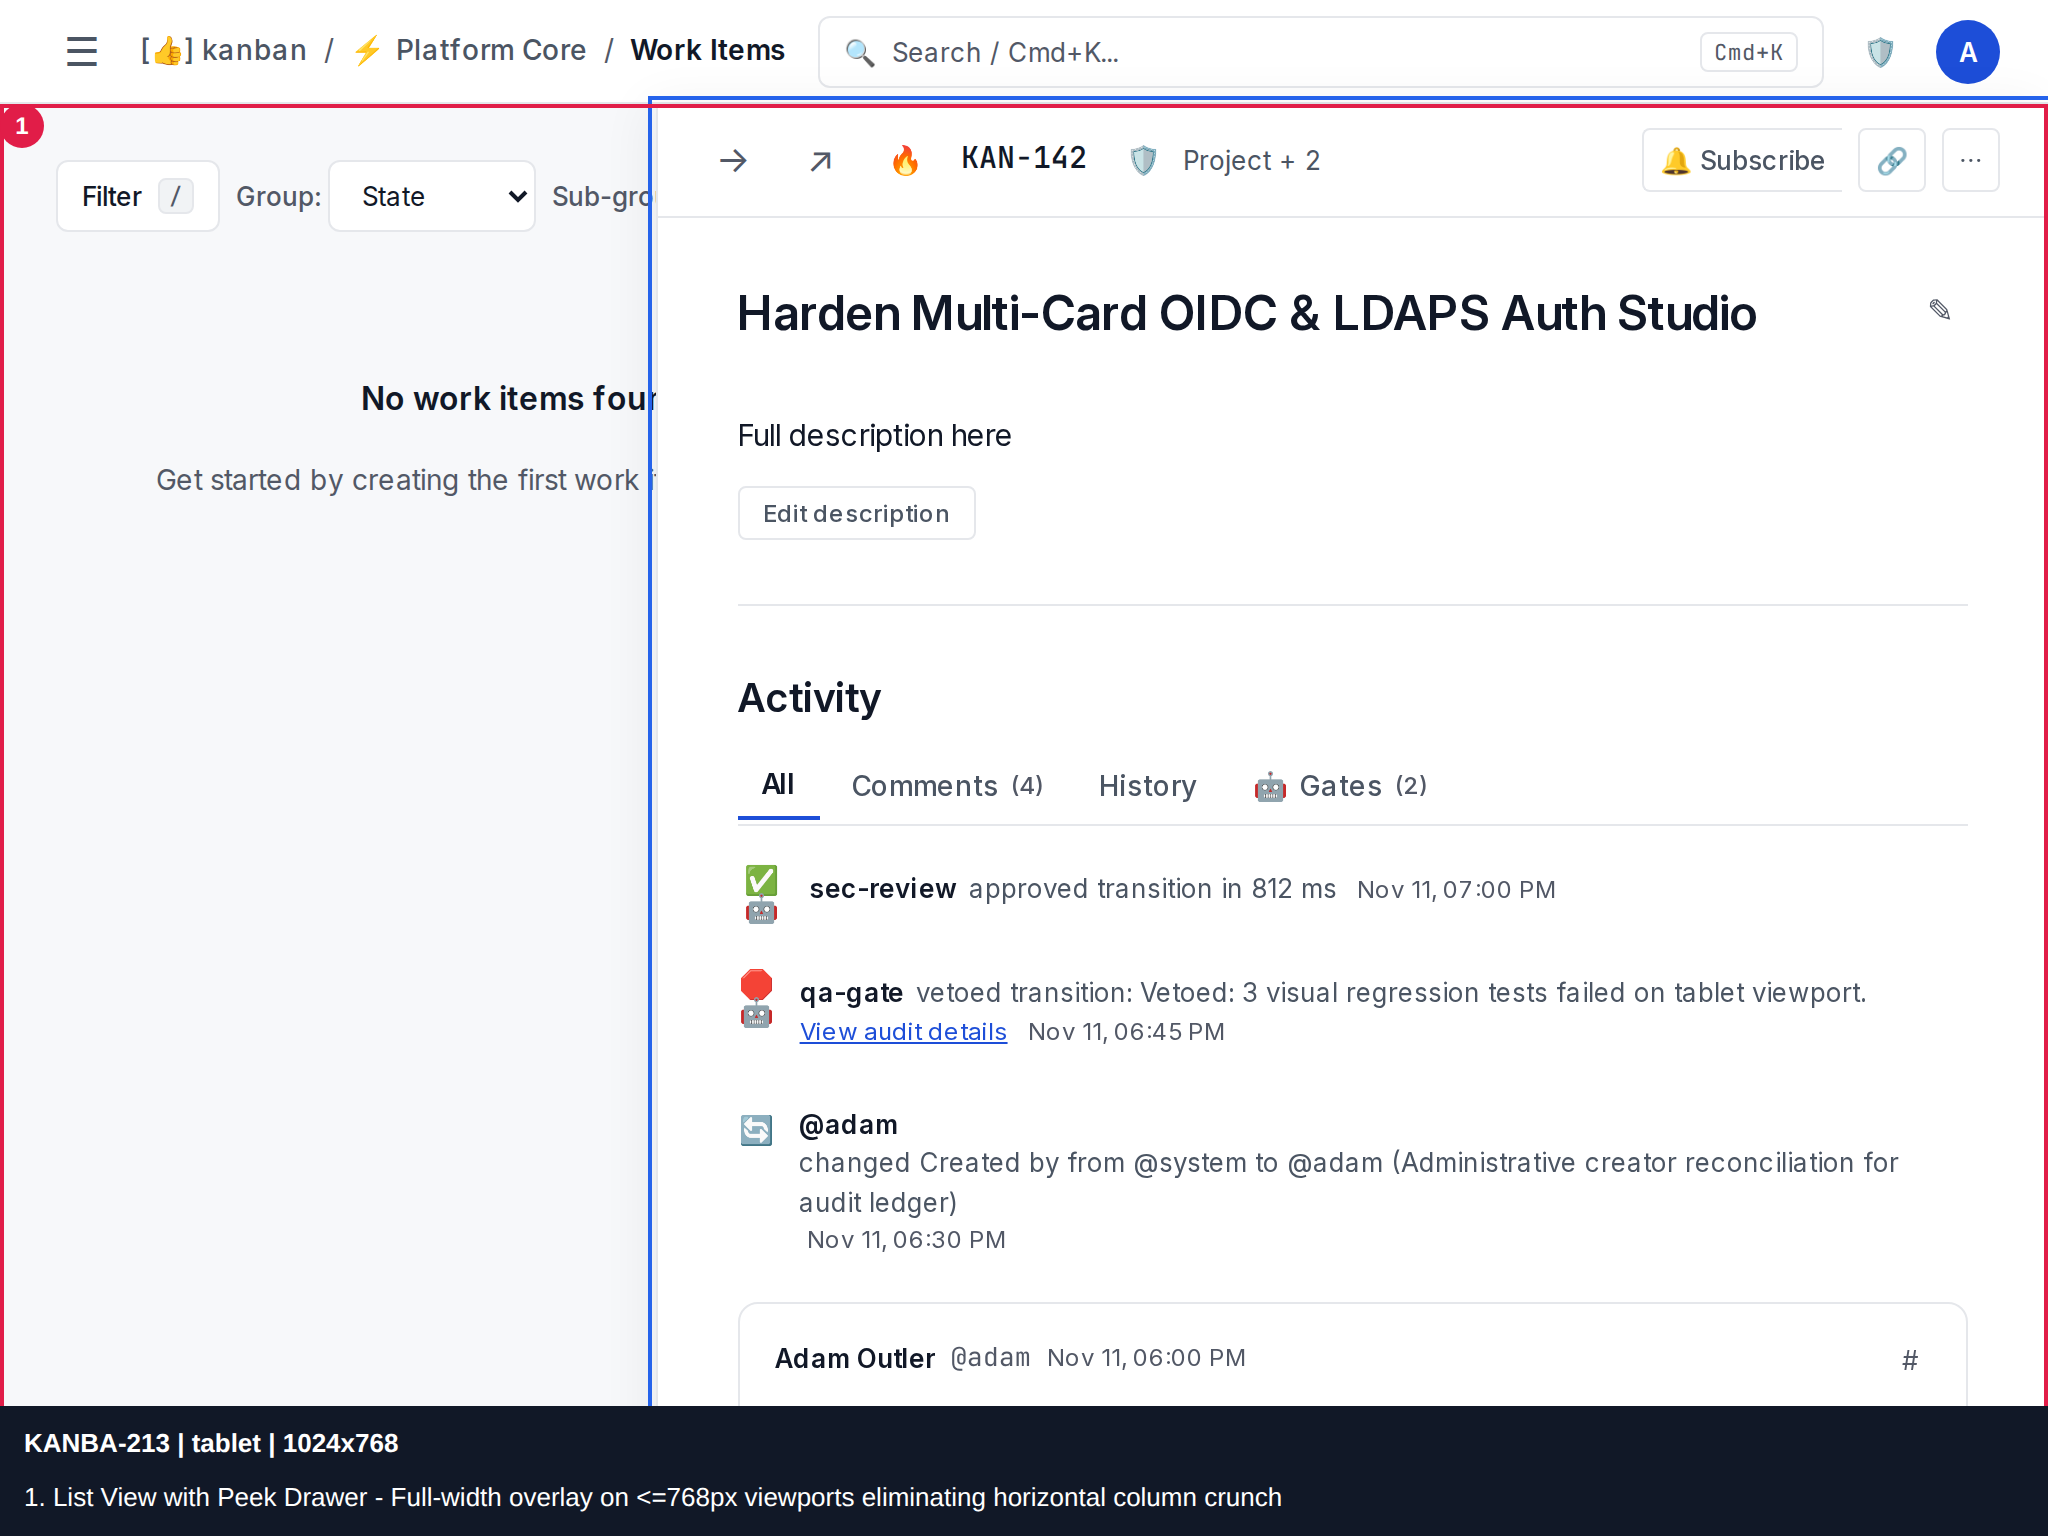 [👍] kanban / ⚡ Platform Core / Work Items
Search / Cmd+K...
Cmd+K
A
1
Filter /
Group:
State
Sub-gro
No work items four
Get started by creating the first work i
KAN-142
Project + 2
Subscribe
...
Harden Multi-Card OIDC & LDAPS Auth Studio
Full description here
Edit description
Activity
All
Comments (4)
History
Gates (2)
sec-review approved transition in 812 ms Nov 11, 07:00 PM
qa-gate vetoed transition: Vetoed: 3 visual regression tests failed on tablet viewport.
View audit details Nov 11, 06:45 PM
@adam
changed Created by from @system to @adam (Administrative creator reconciliation for
audit ledger)
Nov 11, 06:30 PM
Adam Outler @adam Nov 11, 06:00 PM
#
KANBA-213 | tablet | 1024x768
1. List View with Peek Drawer - Full-width overlay on <=768px viewports eliminating horizontal column crunch